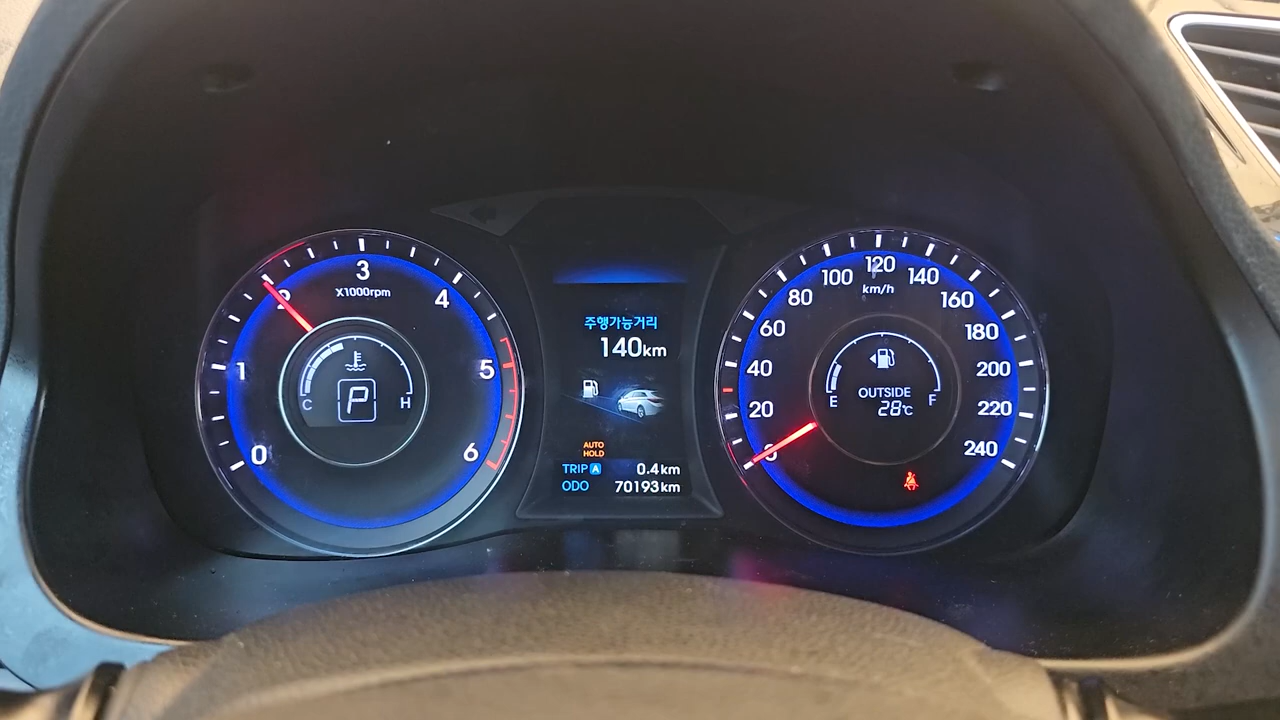 0
1
2
3
4
5
6
X1000rpm
C
H
P
주행가능거리
140km
AUTO
HOLD
TRIP A 0.4km
ODO 70193km
0
20
40
60
80
100
120
140
160
180
200
220
240
km/h
E
F
OUTSIDE
28°C